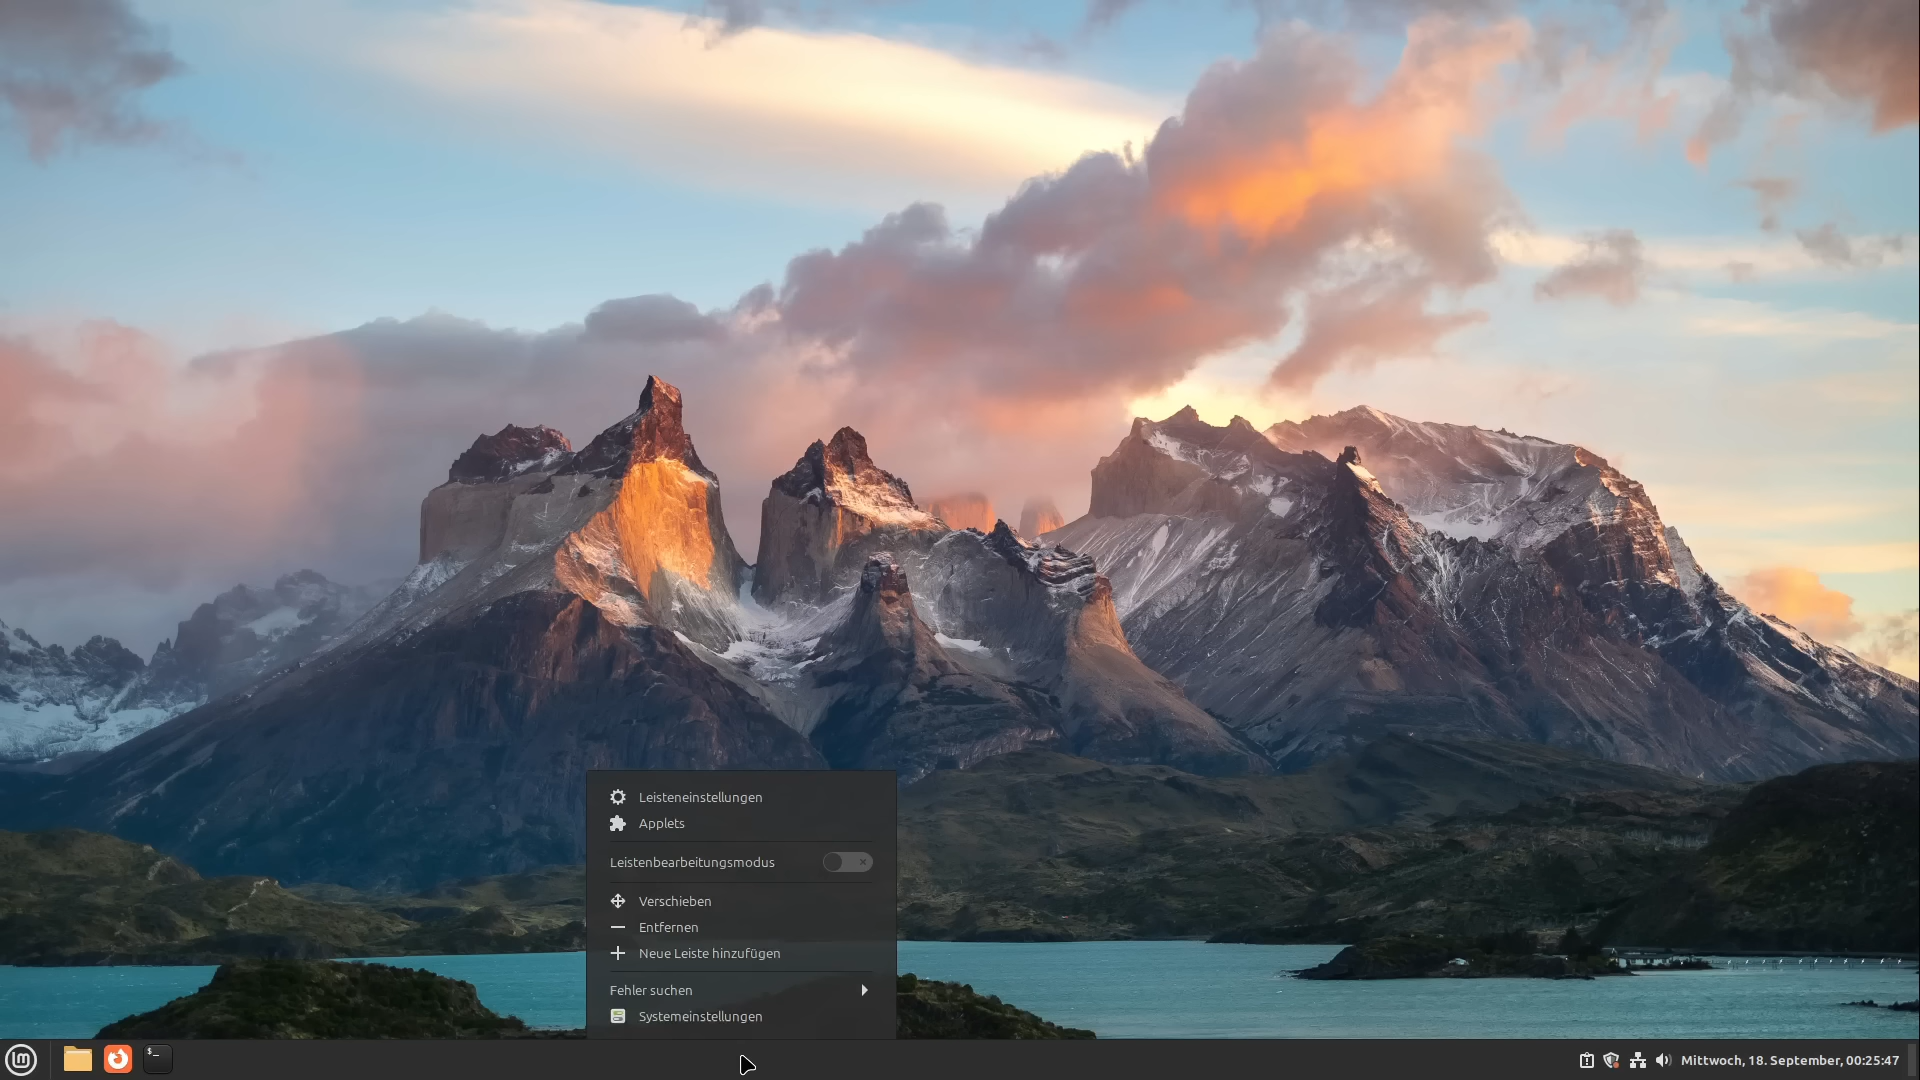 Leisteneinstellungen
Applets
Leistenbearbeitungsmodus
Verschieben
Entfernen
Neue Leiste hinzufügen
Fehler suchen
Systemeinstellungen
$_
Mittwoch, 18. September, 00:25:47